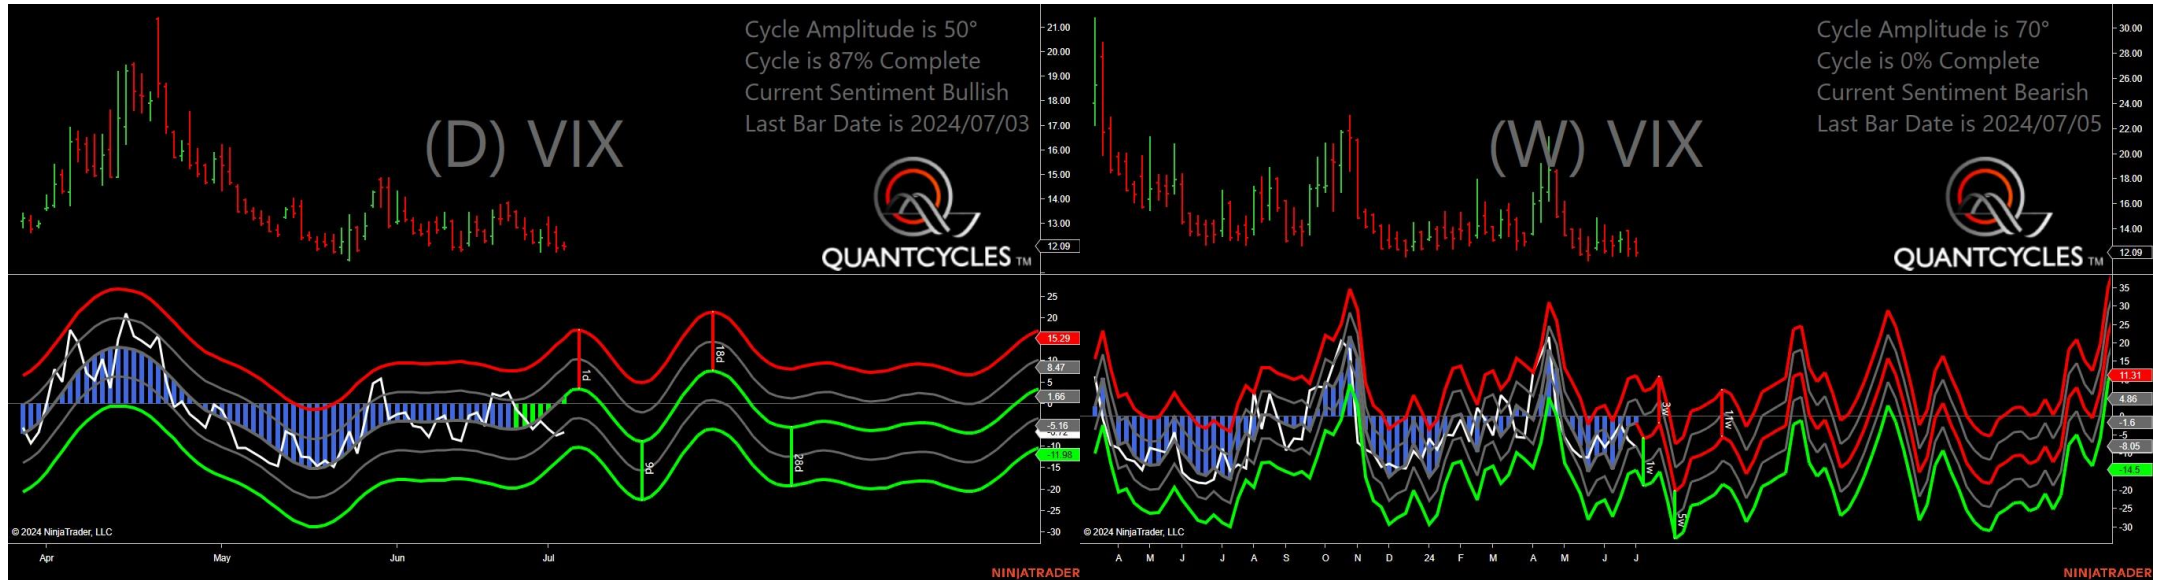 Cycle Amplitude is 50°
Cycle is 87% Complete
Current Sentiment Bullish
Last Bar Date is 2024/07/03
(D) VIX
QUANTCYCLES TM
21.00
20.00
19.00
18.00
17.00
16.00
15.00
14.00
13.00
12.09
25
20
15.29
10
8.47
5
1.66
0
-5.16
-11.98
-15
-20
-25
-30
1d
9d
18d
28d
© 2024 NinjaTrader, LLC
Apr May Jun Jul
NINJATRADER
Cycle Amplitude is 70°
Cycle is 0% Complete
Current Sentiment Bearish
Last Bar Date is 2024/07/05
(W) VIX
QUANTCYCLES TM
30.00
28.00
26.00
24.00
22.00
20.00
18.00
16.00
14.00
12.09
35
30
25
20
15
11.31
4.86
0
-1.6
-5
-8.05
-14.5
-20
-25
-30
3w
11w
1w
5w
© 2024 NinjaTrader, LLC
A M J J A S O N D 24 F M A M J J
NINJATRADER